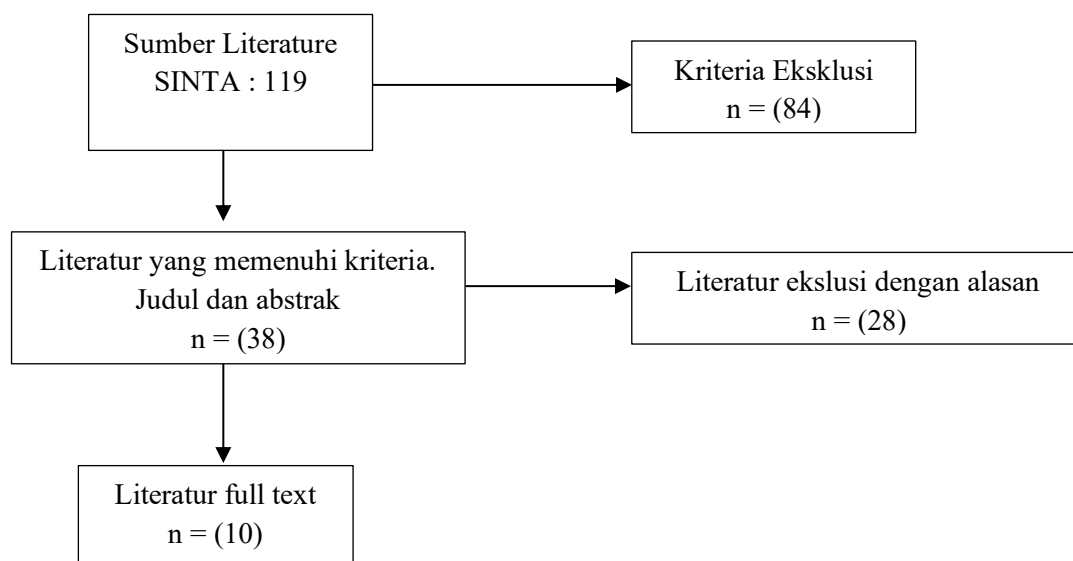 Sumber Literature
SINTA : 119
Kriteria Eksklusi
n = (84)
Literatur yang memenuhi kriteria.
Judul dan abstrak
n = (38)
Literatur ekslusi dengan alasan
n = (28)
Literatur full text
n = (10)